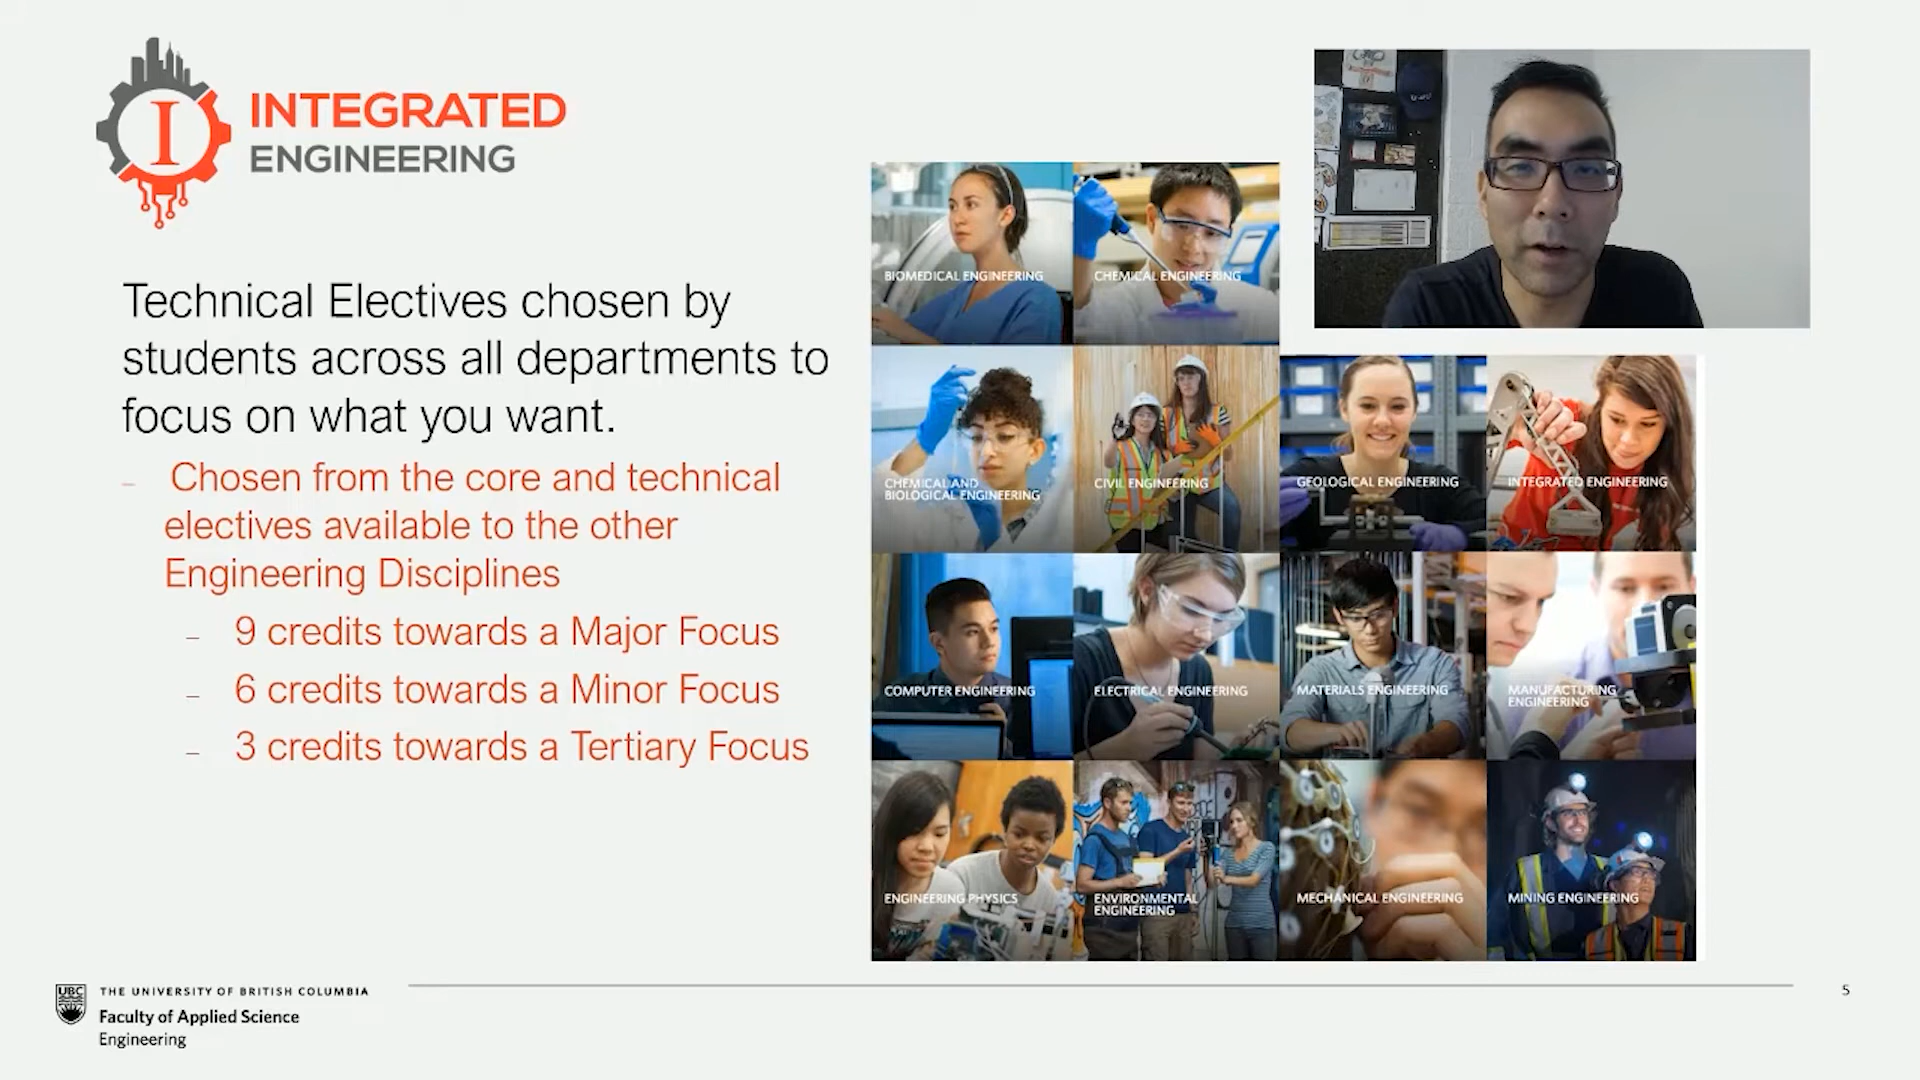 INTEGRATED
ENGINEERING
Technical Electives chosen by
students across all departments to
focus on what you want.
– Chosen from the core and technical
electives available to the other
Engineering Disciplines
– 9 credits towards a Major Focus
– 6 credits towards a Minor Focus
– 3 credits towards a Tertiary Focus
BIOMEDICAL ENGINEERING
CHEMICAL ENGINEERING
CHEMICAL AND
BIOLOGICAL ENGINEERING
CIVIL ENGINEERING
GEOLOGICAL ENGINEERING
INTEGRATED ENGINEERING
COMPUTER ENGINEERING
ELECTRICAL ENGINEERING
MATERIALS ENGINEERING
MANUFACTURING
ENGINEERING
ENGINEERING PHYSICS
ENVIRONMENTAL
ENGINEERING
MECHANICAL ENGINEERING
MINING ENGINEERING
UBC
THE UNIVERSITY OF BRITISH COLUMBIA
Faculty of Applied Science
Engineering
5